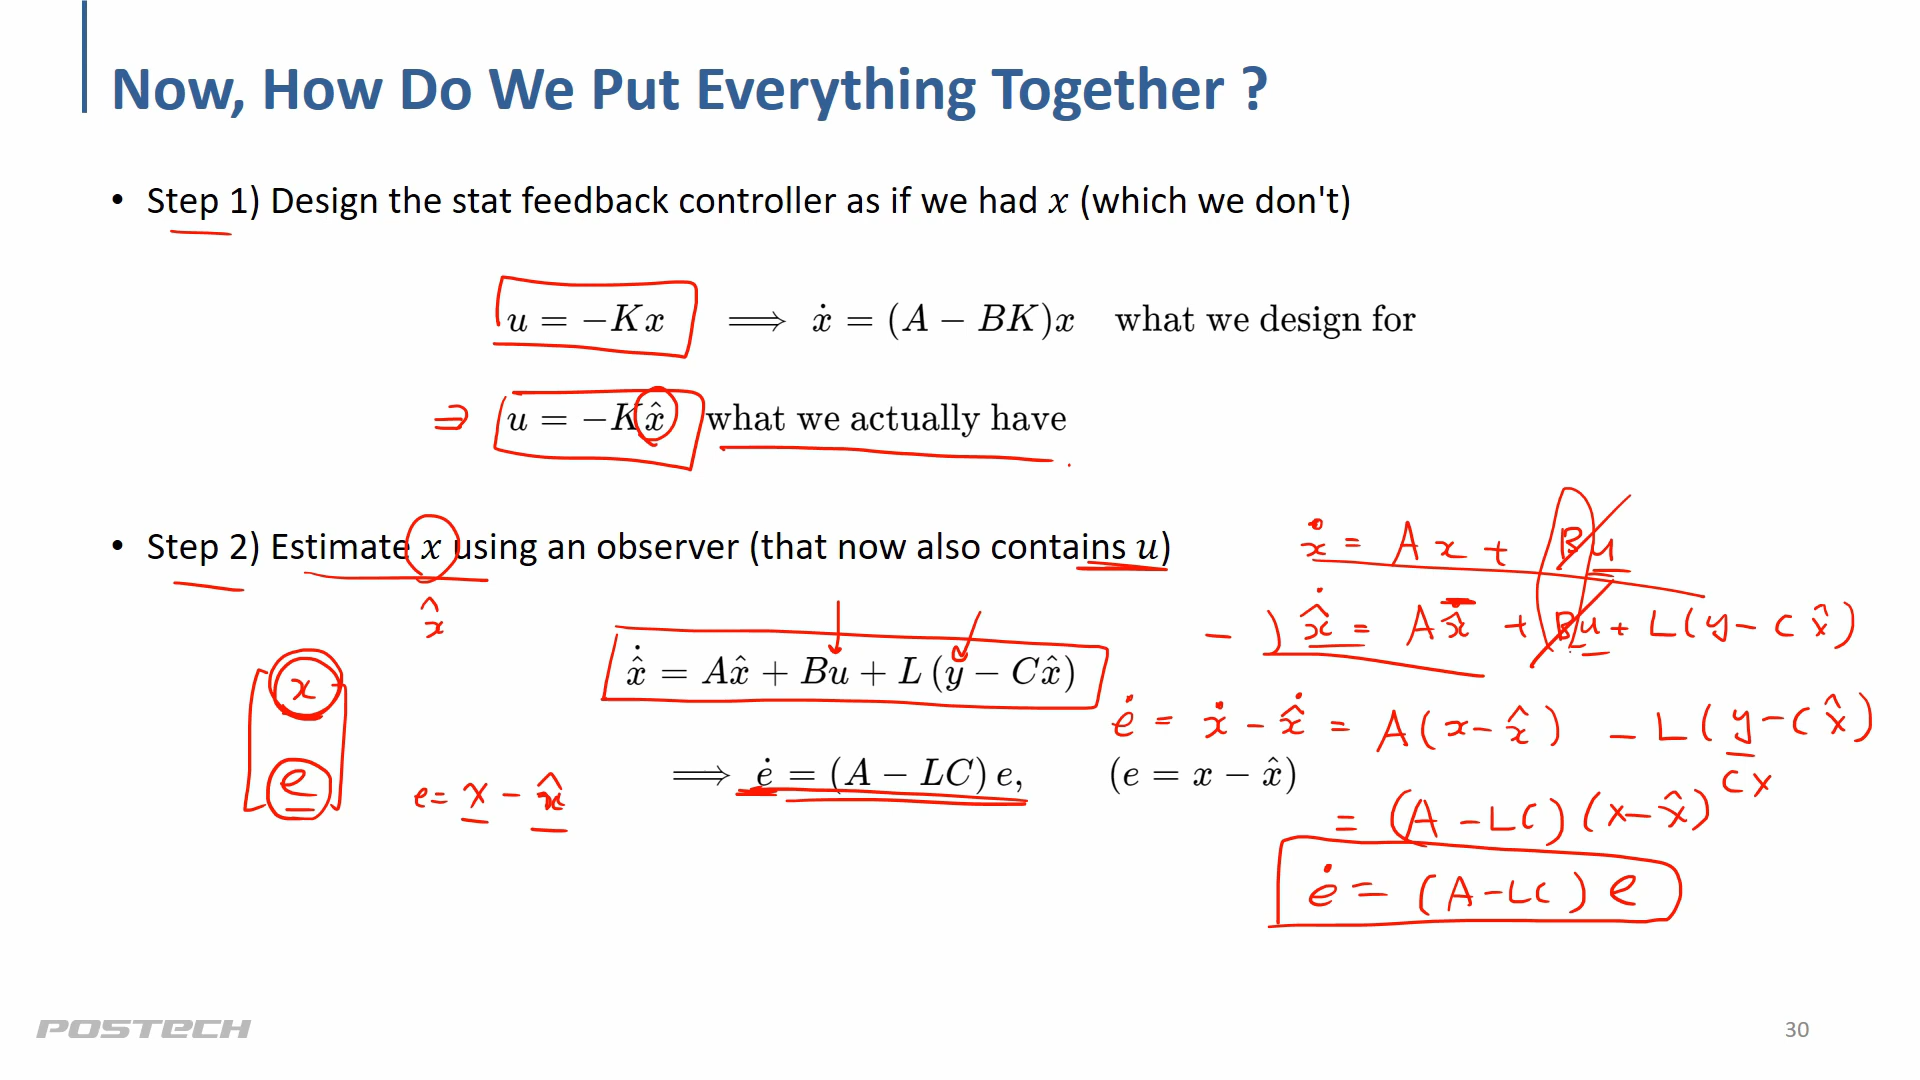 Now, How Do We Put Everything Together ?
• Step 1) Design the stat feedback controller as if we had x (which we don't)
u = −Kx ⟹ ẋ = (A − BK)x what we design for
⇒ u = −Kx̂ what we actually have
• Step 2) Estimate x using an observer (that now also contains u)
x̂
ẋ = Ax + Bu
−) x̂̇ = Ax̂ + Bu + L(y − Cx̂)
x̂̇ = Ax̂ + Bu + L (y − Cx̂)
ė = ẋ − x̂̇ = A(x − x̂) − L(y − Cx̂)
Cx
x
e
e = x − x̂
⟹ ė = (A − LC) e, (e = x − x̂)
= (A − LC)(x − x̂)
ė = (A − LC) e
POSTECH
30